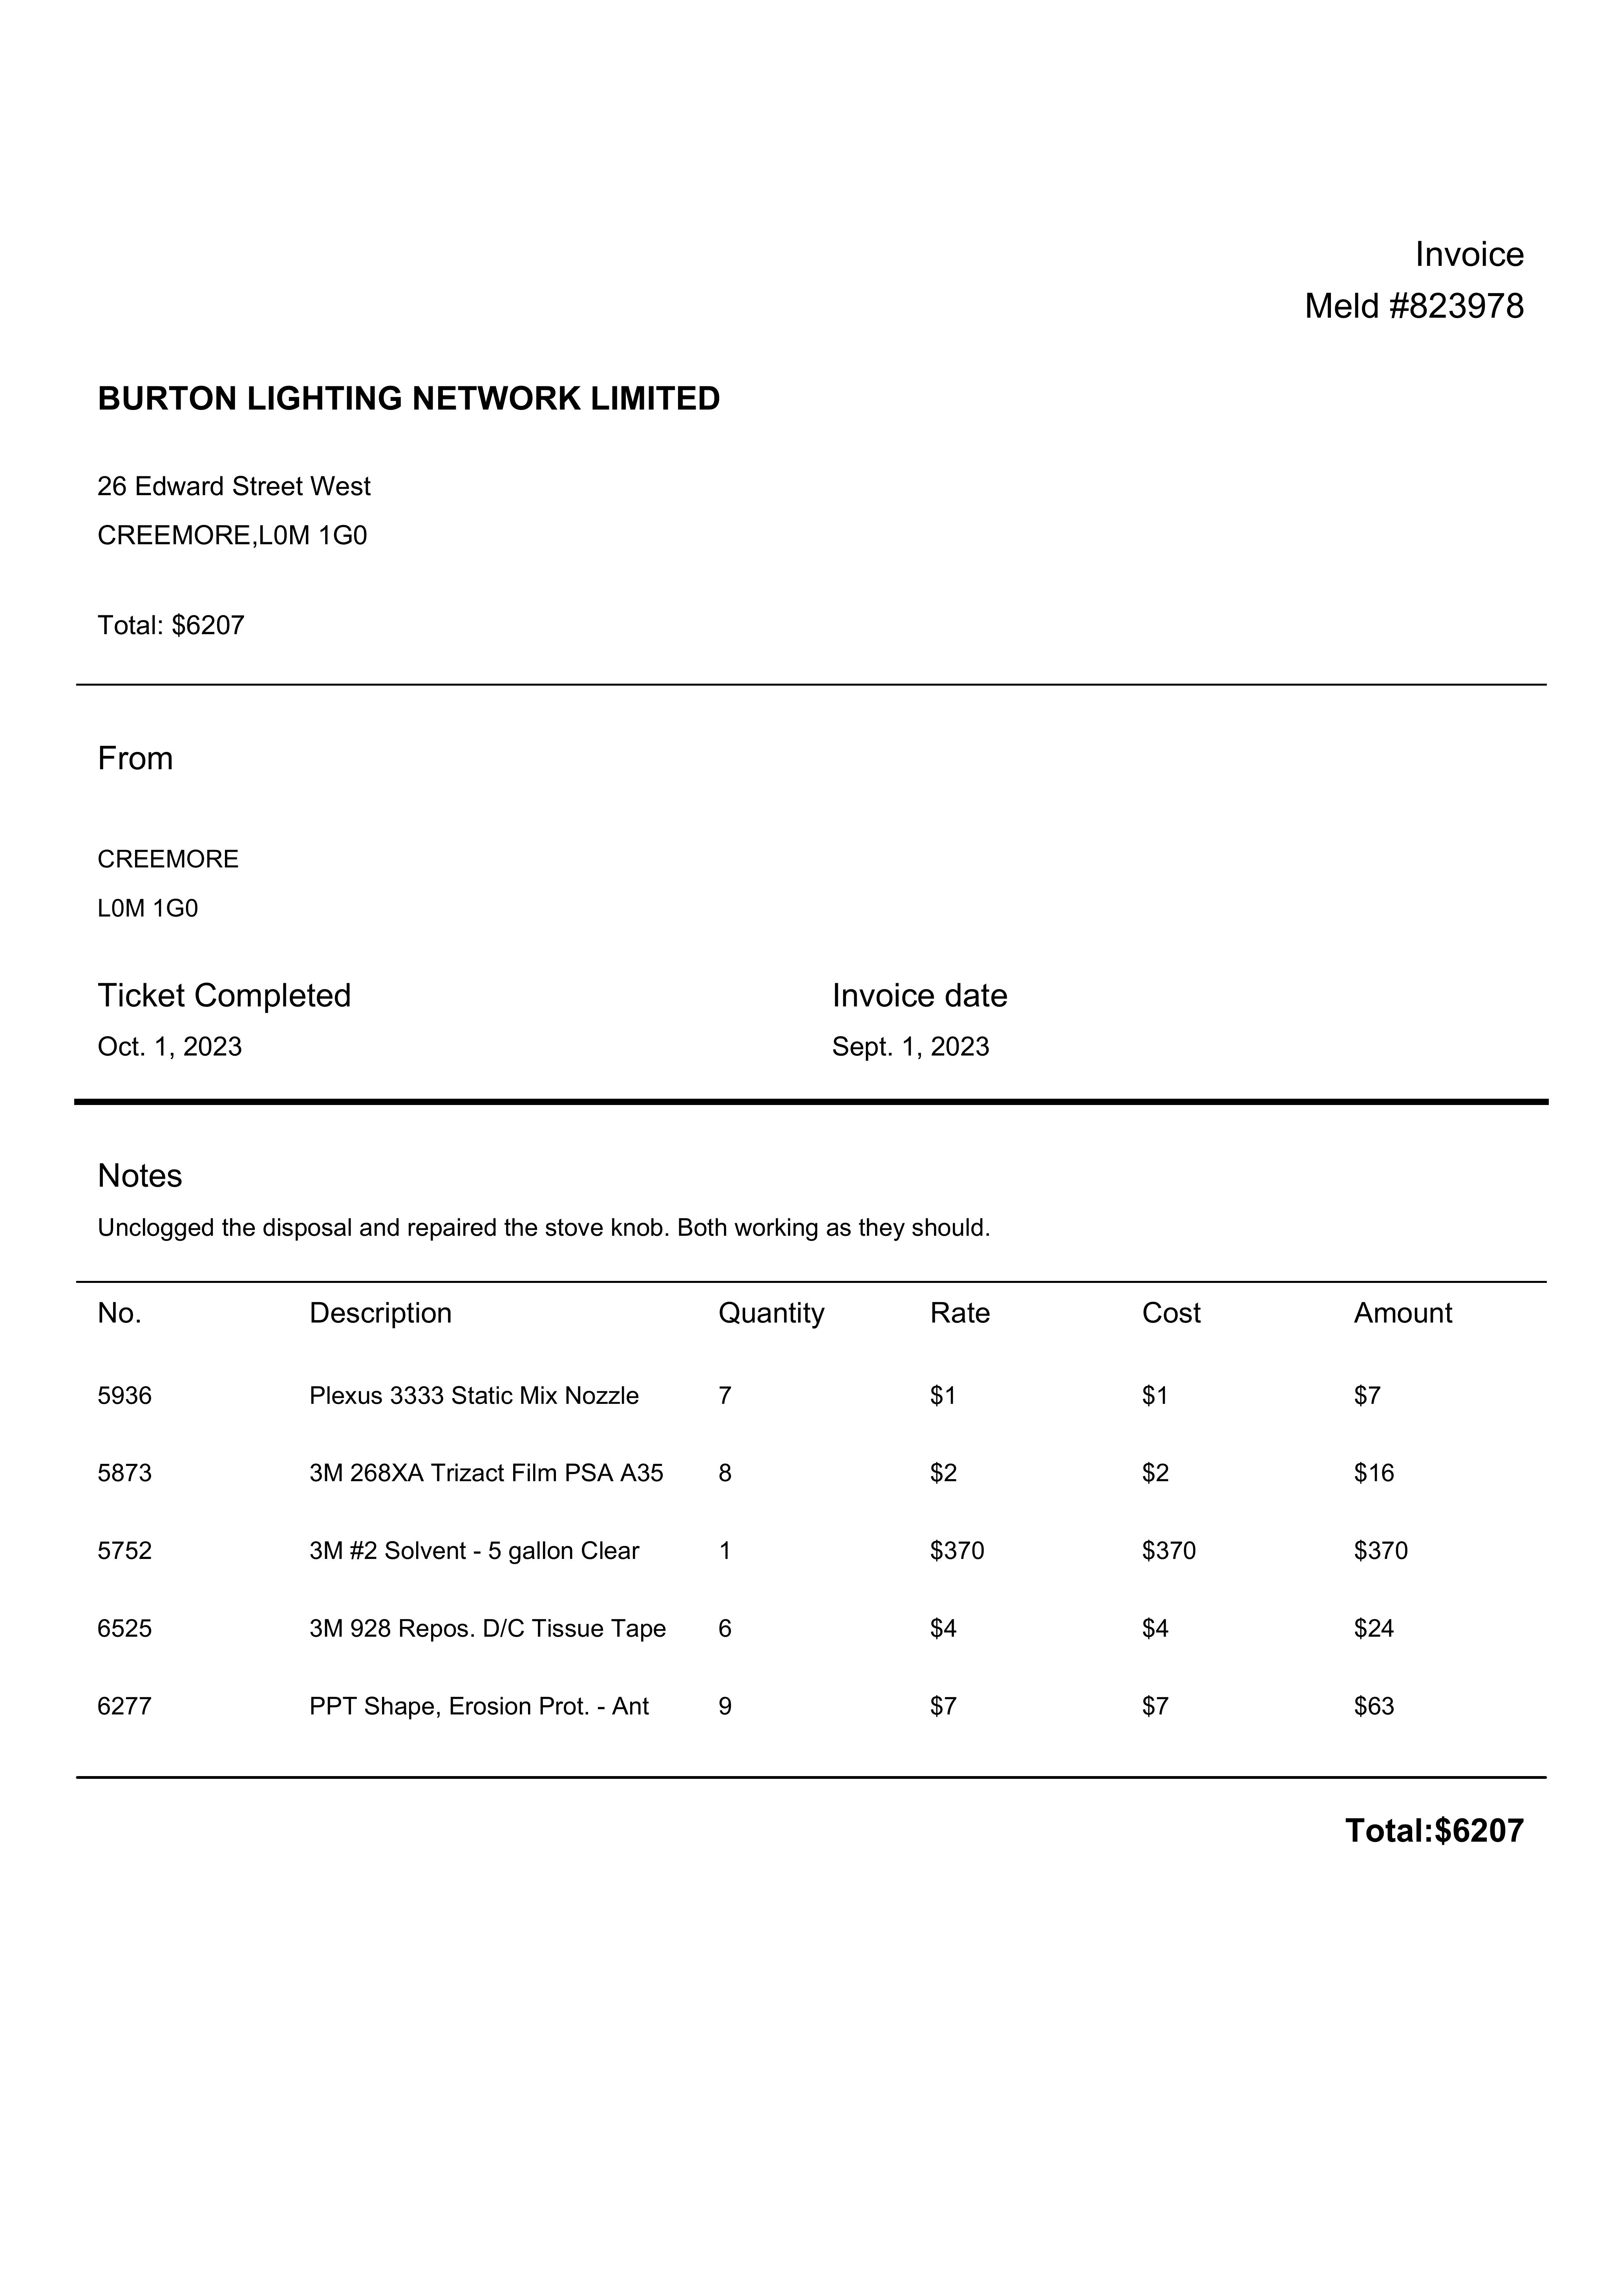 Invoice
Meld #823978
BURTON LIGHTING NETWORK LIMITED
26 Edward Street West
CREEMORE,L0M 1G0
Total: $6207
From
CREEMORE
L0M 1G0
Ticket Completed Invoice date
Oct. 1, 2023 Sept. 1, 2023
Notes
Unclogged the disposal and repaired the stove knob. Both working as they should.
No. Description Quantity Rate Cost Amount
5936 Plexus 3333 Static Mix Nozzle 7 $1 $1 $7
5873 3M 268XA Trizact Film PSA A35 8 $2 $2 $16
5752 3M #2 Solvent - 5 gallon Clear 1 $370 $370 $370
6525 3M 928 Repos. D/C Tissue Tape 6 $4 $4 $24
6277 PPT Shape, Erosion Prot. - Ant 9 $7 $7 $63
Total:$6207